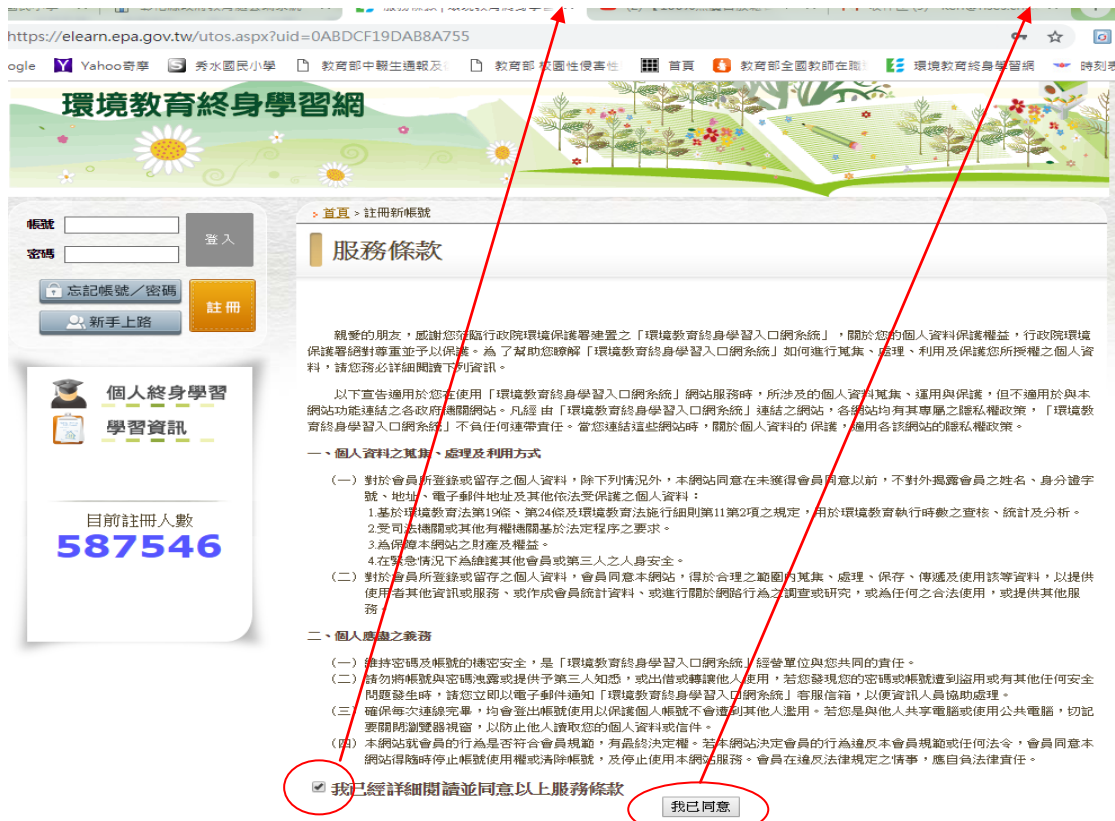 https://elearn.epa.gov.tw/utos.aspx?uid=0ABDCF19DAB8A755
ogle Yahoo奇摩 秀水國民小學 教育部中輟生通報及 教育部 校園性侵害性 首頁 教育部全國教師在職 環境教育終身學習網 時刻表
環境教育終身學習網
帳號
密碼
登入
忘記帳號／密碼
新手上路
註冊
個人終身學習
學習資訊
目前註冊人數
587546
> 首頁 > 註冊新帳號
服務條款
親愛的朋友，感謝您蒞臨行政院環境保護署建置之「環境教育終身學習入口網系統」，關於您的個人資料保護權益，行政院環境
保護署絕對尊重並予以保護。為 了幫助您瞭解「環境教育終身學習入口網系統」如何進行蒐集、處理、利用及保護您所授權之個人資
料，請您務必詳細閱讀下列資訊。
以下宣告適用於您在使用「環境教育終身學習入口網系統」網站服務時，所涉及的個人資料蒐集、運用與保護，但不適用於與本
網站功能連結之各政府機關網站。凡經 由「環境教育終身學習入口網系統」連結之網站，各網站均有其專屬之隱私權政策，「環境教
育終身學習入口網系統」不負任何連帶責任。當您連結這些網站時，關於個人資料的 保護，適用各該網站的隱私權政策。
一、個人資料之蒐集、處理及利用方式
（一）對於會員所登錄或留存之個人資料，除下列情況外，本網站同意在未獲得會員同意以前，不對外揭露會員之姓名、身分證字
號、地址、電子郵件地址及其他依法受保護之個人資料：
1.基於環境教育法第19條、第24條及環境教育法施行細則第11第2項之規定，用於環境教育執行時數之查核、統計及分析。
2.受司法機關或其他有權機關基於法定程序之要求。
3.為保障本網站之財產及權益。
4.在緊急情況下為維護其他會員或第三人之人身安全。
（二）對於會員所登錄或留存之個人資料，會員同意本網站，得於合理之範圍內蒐集、處理、保存、傳遞及使用該等資料，以提供
使用者其他資訊或服務、或作成會員統計資料、或進行關於網路行為之調查或研究，或為任何之合法使用，或提供其他服
務。
二、個人應盡之義務
（一）維持密碼及帳號的機密安全，是「環境教育終身學習入口網系統」經營單位與您共同的責任。
（二）請勿將帳號與密碼洩露或提供予第三人知悉，或出借或轉讓他人使用，若您發現您的密碼或帳號遭到盜用或有其他任何安全
問題發生時，請您立即以電子郵件通知「環境教育終身學習入口網系統」客服信箱，以便資訊人員協助處理。
（三）確保每次連線完畢，均會登出帳號使用以保護個人帳號不會遭到其他人濫用。若您是與他人共享電腦或使用公共電腦，切記
要關閉瀏覽器視窗，以防止他人讀取您的個人資料或信件。
（四）本網站就會員的行為是否符合會員規範，有最終決定權。若本網站決定會員的行為違反本會員規範或任何法令，會員同意本
網站得隨時停止帳號使用權或清除帳號，及停止使用本網站服務。會員在違反法律規定之情事，應自負法律責任。
我已經詳細閱讀並同意以上服務條款
我已同意